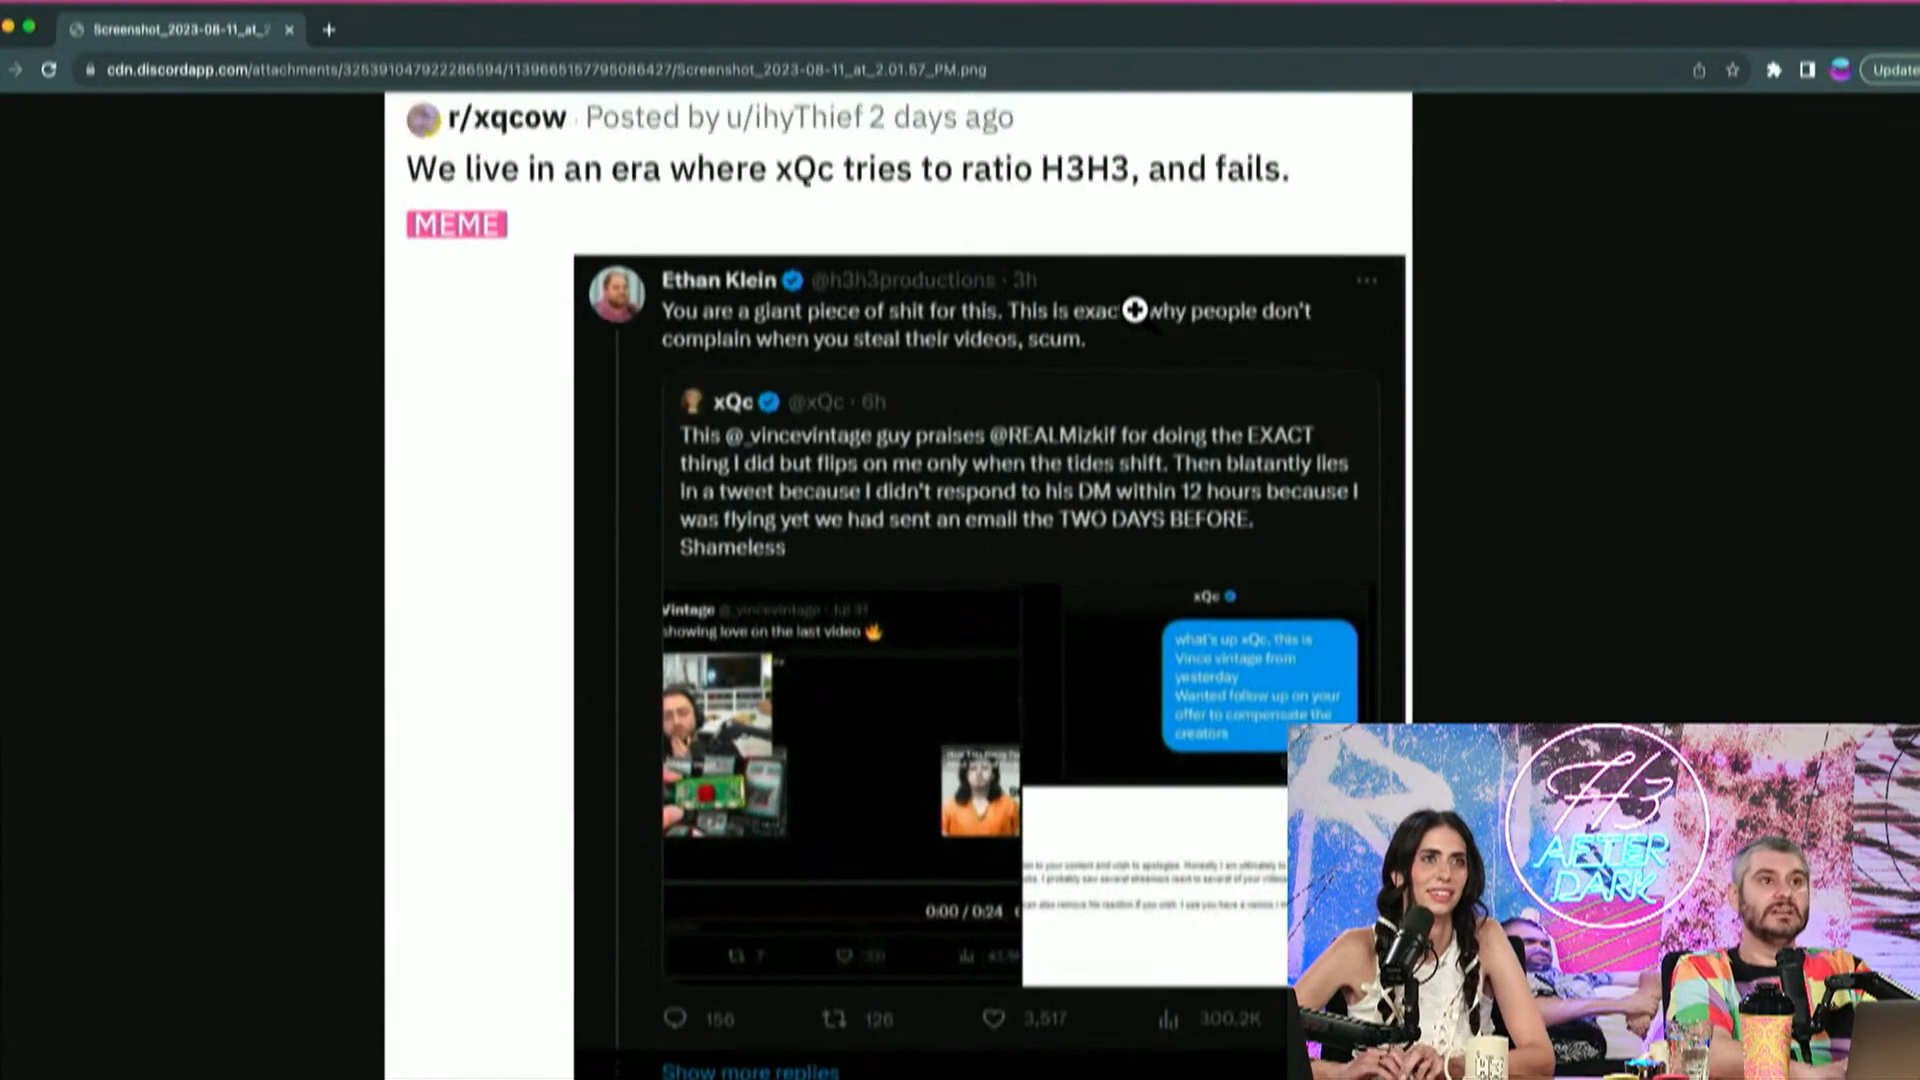 Screenshot_2023-08-11_at_2
cdn.discordapp.com/attachments/325391047922286594/1139665157795086427/Screenshot_2023-08-11_at_2.01.57_PM.png
Update
r/xqcow · Posted by u/ihyThief 2 days ago
We live in an era where xQc tries to ratio H3H3, and fails.
MEME
Ethan Klein @h3h3productions · 3h
You are a giant piece of shit for this. This is exac why people don't
complain when you steal their videos, scum.
xQc @xQc · 6h
This @_vincevintage guy praises @REALMizkif for doing the EXACT
thing I did but flips on me only when the tides shift. Then blatantly lies
in a tweet because I didn't respond to his DM within 12 hours because I
was flying yet we had sent an email the TWO DAYS BEFORE.
Shameless
Vintage @_vincevintage · Jul 31
showing love on the last video 🔥
xQc
what's up xQc, this is
Vince vintage from
yesterday
Wanted follow up on your
offer to compensate the
creators
0:00 / 0:24
7
156
126
3,517
300.2K
Show more replies
H3
AFTER
DARK